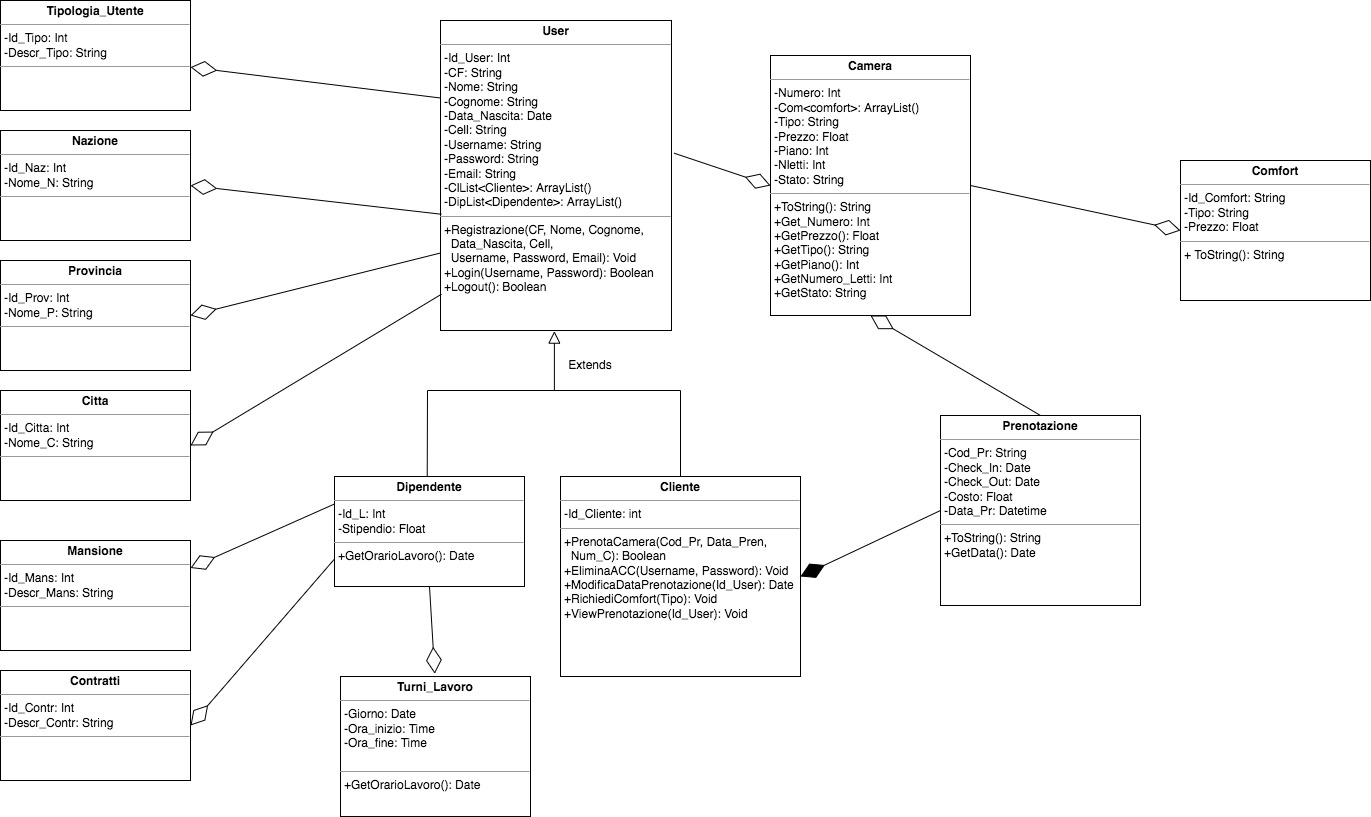 Tipologia_Utente
-Id_Tipo: Int
-Descr_Tipo: String
Nazione
-Id_Naz: Int
-Nome_N: String
Provincia
-Id_Prov: Int
-Nome_P: String
Citta
-Id_Citta: Int
-Nome_C: String
Mansione
-Id_Mans: Int
-Descr_Mans: String
Contratti
-Id_Contr: Int
-Descr_Contr: String
User
-Id_User: Int
-CF: String
-Nome: String
-Cognome: String
-Data_Nascita: Date
-Cell: String
-Username: String
-Password: String
-Email: String
-ClList<Cliente>: ArrayList()
-DipList<Dipendente>: ArrayList()
+Registrazione(CF, Nome, Cognome,
Data_Nascita, Cell,
Username, Password, Email): Void
+Login(Username, Password): Boolean
+Logout(): Boolean
Extends
Dipendente
-Id_L: Int
-Stipendio: Float
+GetOrarioLavoro(): Date
Turni_Lavoro
-Giorno: Date
-Ora_inizio: Time
-Ora_fine: Time
+GetOrarioLavoro(): Date
Cliente
-Id_Cliente: int
+PrenotaCamera(Cod_Pr, Data_Pren,
Num_C): Boolean
+EliminaACC(Username, Password): Void
+ModificaDataPrenotazione(Id_User): Date
+RichiediComfort(Tipo): Void
+ViewPrenotazione(Id_User): Void
Camera
-Numero: Int
-Com<comfort>: ArrayList()
-Tipo: String
-Prezzo: Float
-Piano: Int
-Nletti: Int
-Stato: String
+ToString(): String
+Get_Numero: Int
+GetPrezzo(): Float
+GetTipo(): String
+GetPiano(): Int
+GetNumero_Letti: Int
+GetStato: String
Prenotazione
-Cod_Pr: String
-Check_In: Date
-Check_Out: Date
-Costo: Float
-Data_Pr: Datetime
+ToString(): String
+GetData(): Date
Comfort
-Id_Comfort: String
-Tipo: String
-Prezzo: Float
+ ToString(): String